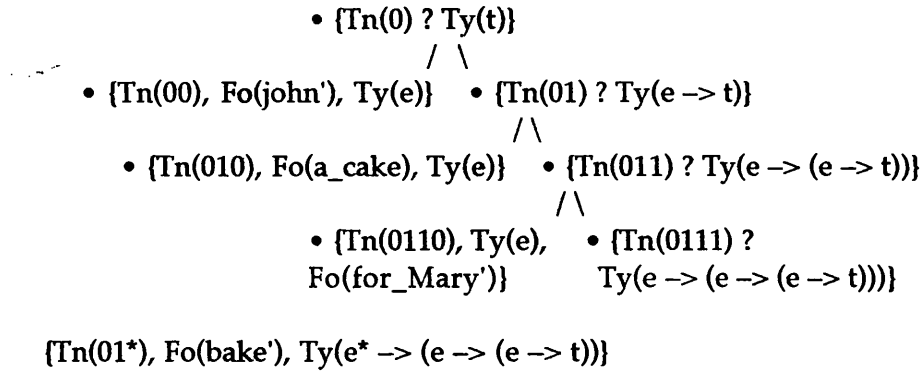 • {Tn(0) ? Ty(t)}
/ \
• {Tn(00), Fo(john'), Ty(e)} • {Tn(01) ? Ty(e –> t)}
/ \
• {Tn(010), Fo(a_cake), Ty(e)} • {Tn(011) ? Ty(e –> (e –> t))}
/ \
• {Tn(0110), Ty(e), • {Tn(0111) ?
Fo(for_Mary')} Ty(e –> (e –> (e –> t)))}
{Tn(01*), Fo(bake'), Ty(e* –> (e –> (e –> t))}